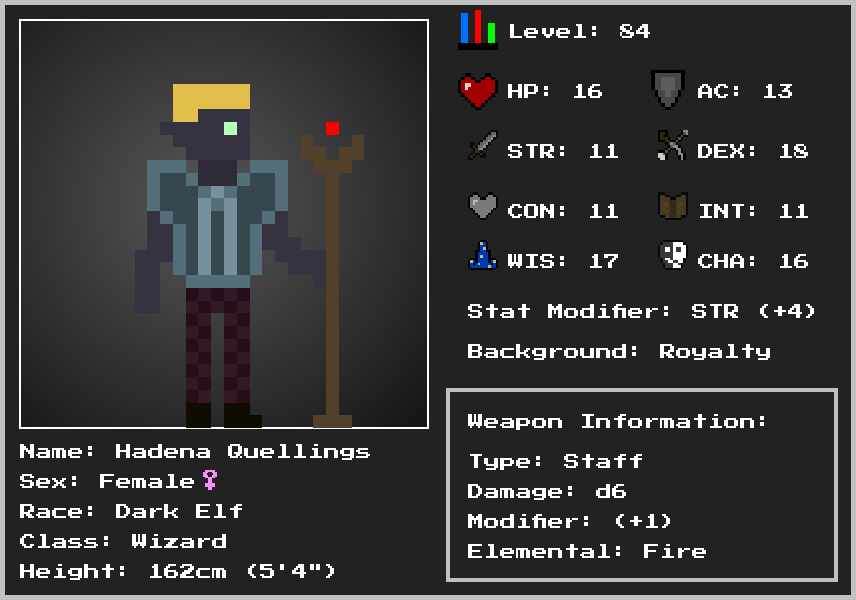 Level: 84
HP: 16 AC: 13
STR: 11 DEX: 18
CON: 11 INT: 11
WIS: 17 CHA: 16
Stat Modifier: STR (+4)
Background: Royalty
Weapon Information:
Type: Staff
Damage: d6
Modifier: (+1)
Elemental: Fire
Name: Hadena Quellings
Sex: Female♀
Race: Dark Elf
Class: Wizard
Height: 162cm (5'4")